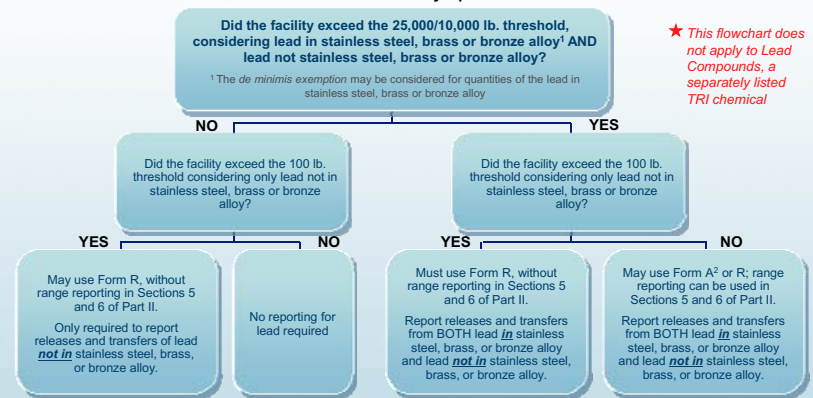 Did the facility exceed the 25,000/10,000 lb. threshold,
considering lead in stainless steel, brass or bronze alloy¹ AND
lead not stainless steel, brass or bronze alloy?
¹ The de minimis exemption may be considered for quantities of the lead in
stainless steel, brass or bronze alloy
★ This flowchart does
not apply to Lead
Compounds, a
separately listed
TRI chemical
NO
YES
Did the facility exceed the 100 lb.
threshold considering only lead not in
stainless steel, brass or bronze
alloy?
Did the facility exceed the 100 lb.
threshold considering only lead not in
stainless steel, brass or bronze
alloy?
YES
NO
YES
NO
May use Form R, without
range reporting in Sections 5
and 6 of Part II.
Only required to report
releases and transfers of lead
not in stainless steel, brass,
or bronze alloy.
No reporting for
lead required
Must use Form R, without
range reporting in Sections 5
and 6 of Part II.
Report releases and transfers
from BOTH lead in stainless
steel, brass, or bronze alloy
and lead not in stainless steel,
brass, or bronze alloy.
May use Form A² or R; range
reporting can be used in
Sections 5 and 6 of Part II.
Report releases and transfers
from BOTH lead in stainless
steel, brass, or bronze alloy
and lead not in stainless steel,
brass, or bronze alloy.